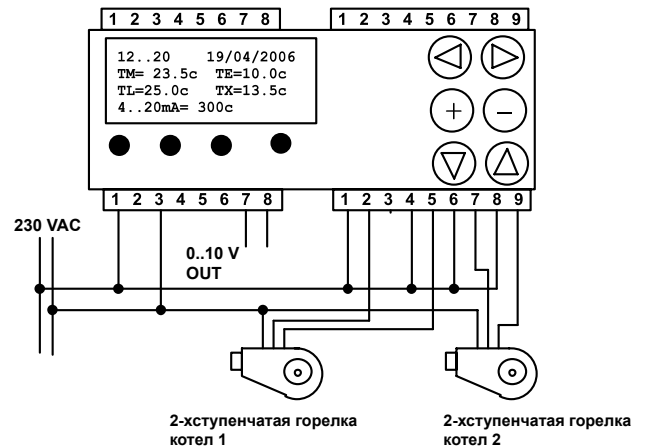 1 2 3 4 5 6 7 8
1 2 3 4 5 6 7 8 9
12..20 19/04/2006
TM= 23.5c TE=10.0c
TL=25.0c TX=13.5c
4..20mA= 300c
+ −
1 2 3 4 5 6 7 8
1 2 3 4 5 6 7 8 9
230 VAC
0..10 V
OUT
2-хступенчатая горелка
котел 1
2-хступенчатая горелка
котел 2